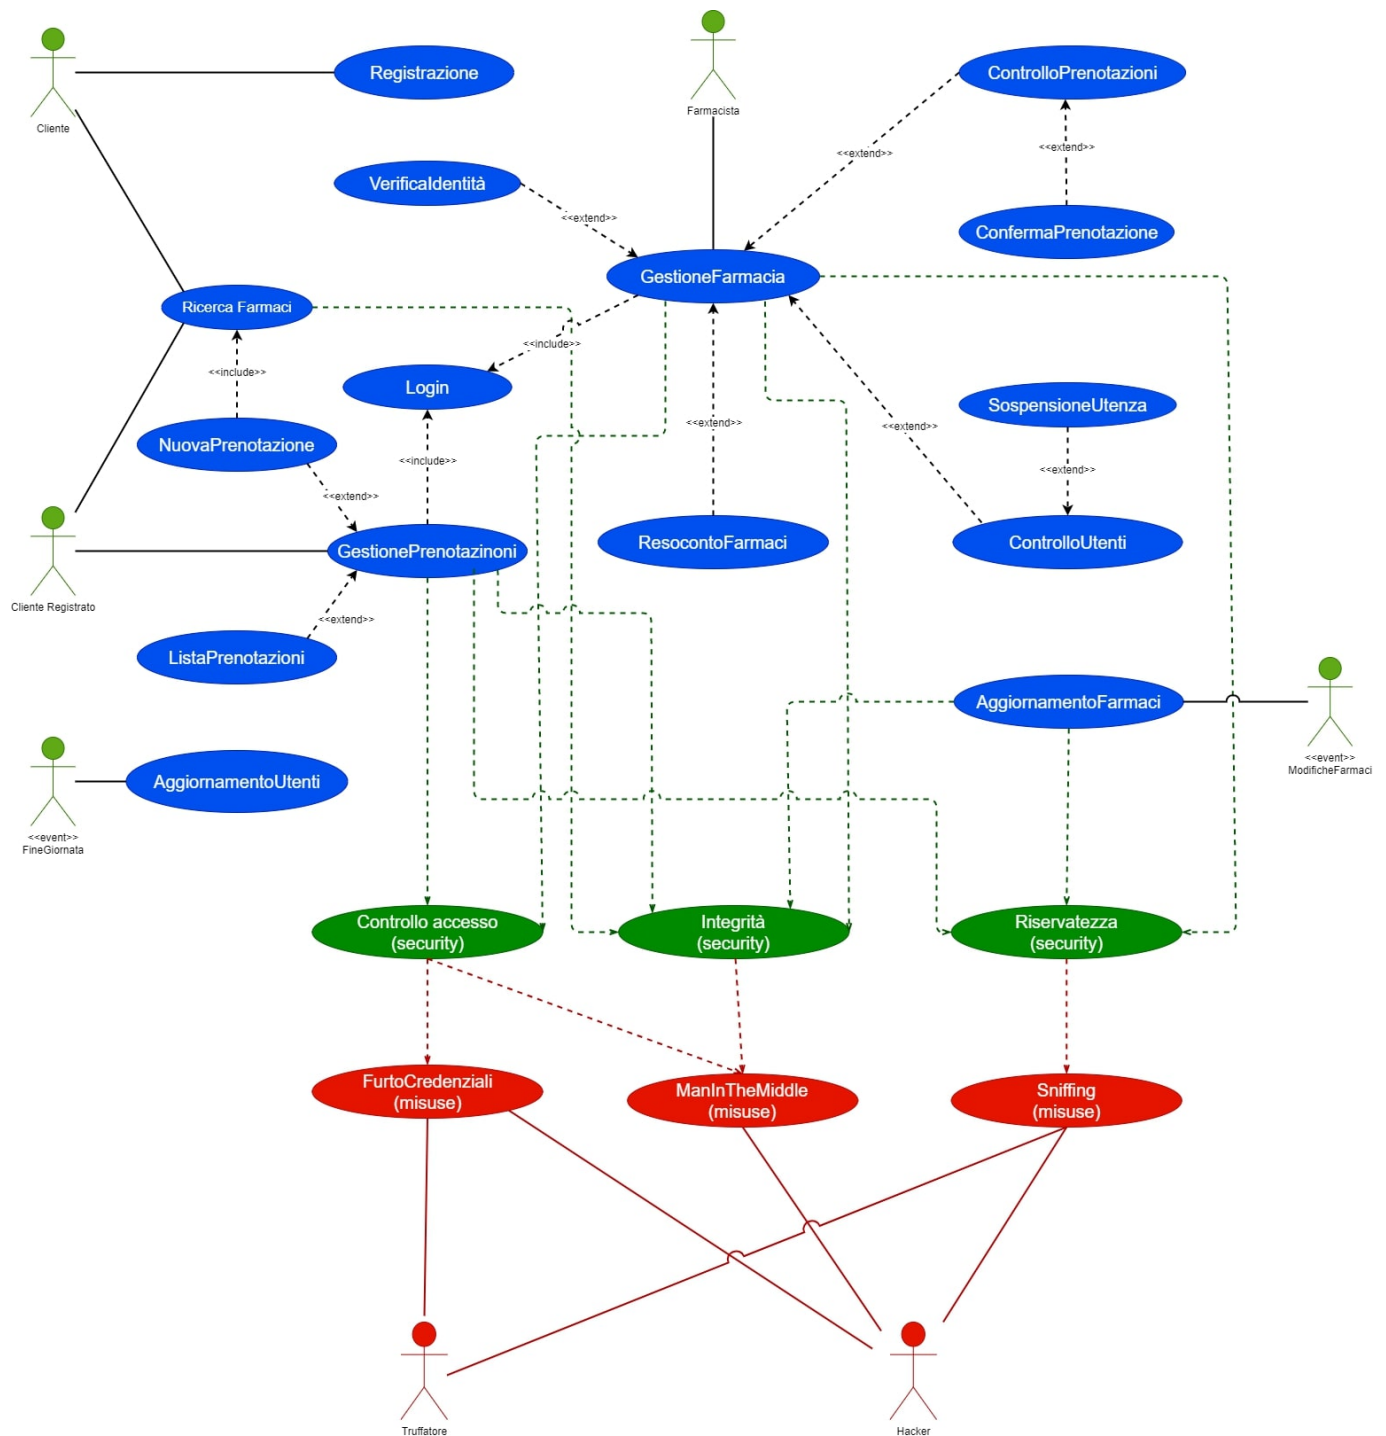 Registrazione
ControlloPrenotazioni
Farmacista
Cliente
<<extend>>
<<extend>>
VerificaIdentità
<<extend>>
ConfermaPrenotazione
GestioneFarmacia
Ricerca Farmaci
<<include>>
<<include>>
Login
SospensioneUtenza
<<extend>>
<<extend>>
NuovaPrenotazione
<<include>>
<<extend>>
<<extend>>
GestionePrenotazinoni
ResocontoFarmaci
ControlloUtenti
Cliente Registrato
<<extend>>
ListaPrenotazioni
AggiornamentoFarmaci
<<event>>
ModificheFarmaci
AggiornamentoUtenti
<<event>>
FineGiornata
Controllo accesso
(security)
Integrità
(security)
Riservatezza
(security)
FurtoCredenziali
(misuse)
ManInTheMiddle
(misuse)
Sniffing
(misuse)
Truffatore
Hacker